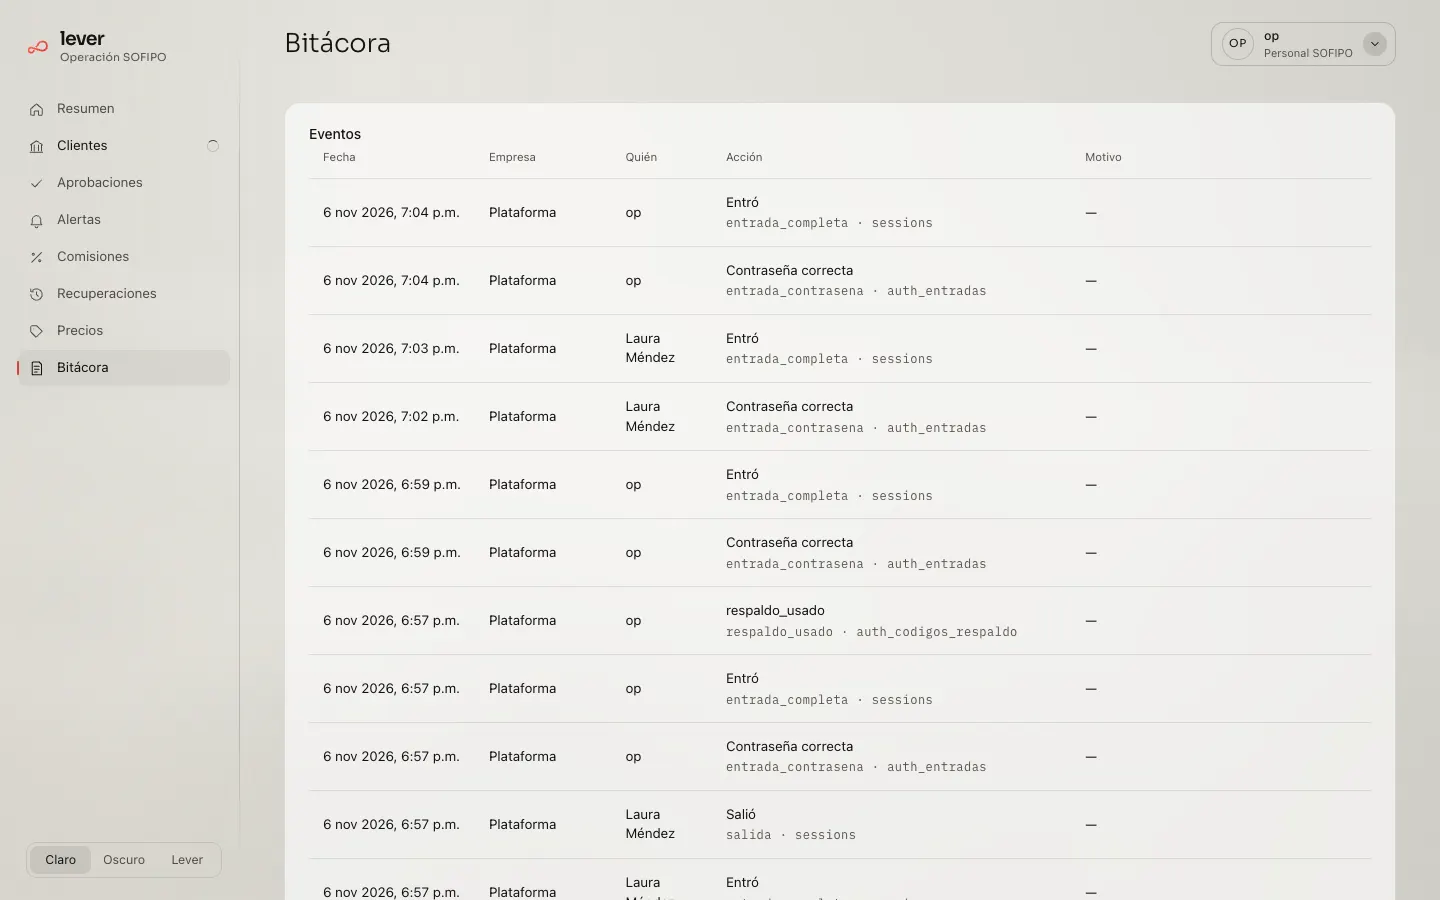 lever
Operación SOFIPO
Resumen
Clientes
Aprobaciones
Alertas
Comisiones
Recuperaciones
Precios
Bitácora
Claro Oscuro Lever
Bitácora
OP
op
Personal SOFIPO
Eventos
Fecha Empresa Quién Acción Motivo
6 nov 2026, 7:04 p.m. Plataforma op Entró —
entrada_completa · sessions
6 nov 2026, 7:04 p.m. Plataforma op Contraseña correcta —
entrada_contrasena · auth_entradas
6 nov 2026, 7:03 p.m. Plataforma Laura Méndez Entró —
entrada_completa · sessions
6 nov 2026, 7:02 p.m. Plataforma Laura Méndez Contraseña correcta —
entrada_contrasena · auth_entradas
6 nov 2026, 6:59 p.m. Plataforma op Entró —
entrada_completa · sessions
6 nov 2026, 6:59 p.m. Plataforma op Contraseña correcta —
entrada_contrasena · auth_entradas
6 nov 2026, 6:57 p.m. Plataforma op respaldo_usado —
respaldo_usado · auth_codigos_respaldo
6 nov 2026, 6:57 p.m. Plataforma op Entró —
entrada_completa · sessions
6 nov 2026, 6:57 p.m. Plataforma op Contraseña correcta —
entrada_contrasena · auth_entradas
6 nov 2026, 6:57 p.m. Plataforma Laura Méndez Salió —
salida · sessions
6 nov 2026, 6:57 p.m. Plataforma Laura Entró —